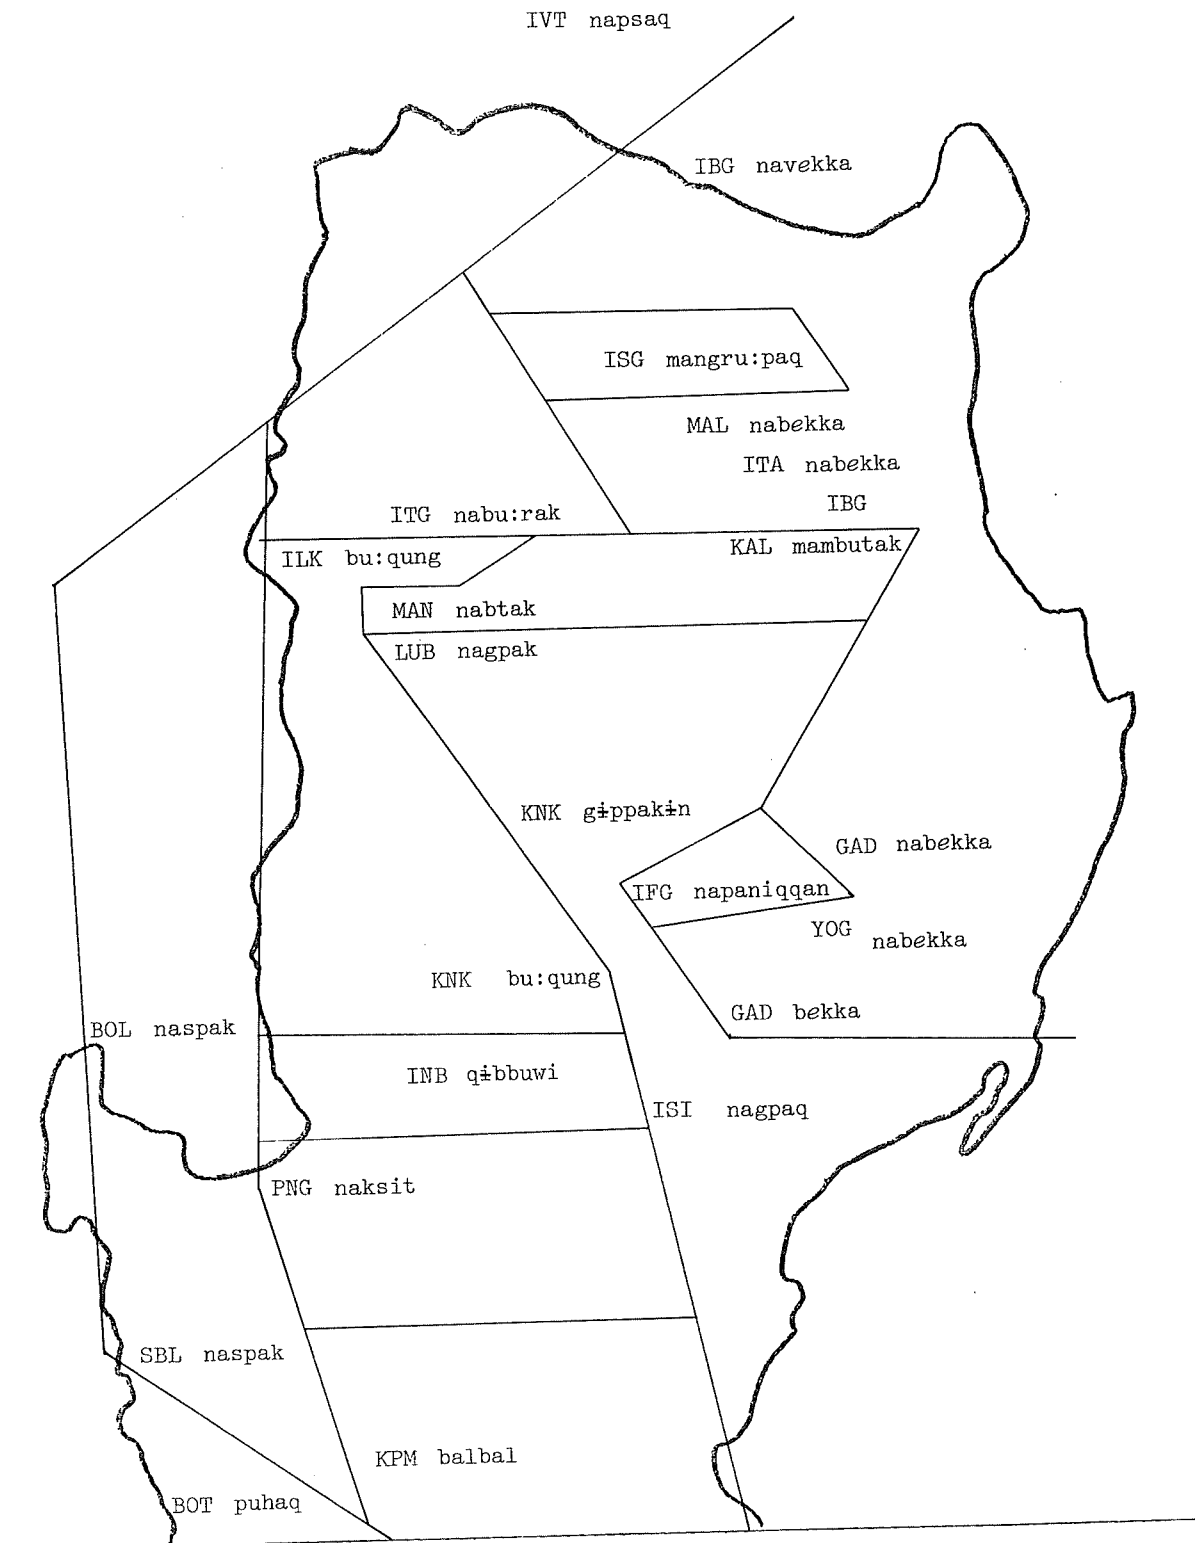 IVT napsaq
IBG navekka
ISG mangru:paq
MAL nabekka
ITA nabekka
IBG
ITG nabu:rak
KAL mambutak
ILK bu:qung
MAN nabtak
LUB nagpak
KNK gɨppakɨn
GAD nabekka
IFG napaniqqan
YOG nabekka
KNK bu:qung
GAD bekka
BOL naspak
INB qɨbbuwi
ISI nagpaq
PNG naksit
SBL naspak
KPM balbal
BOT puhaq